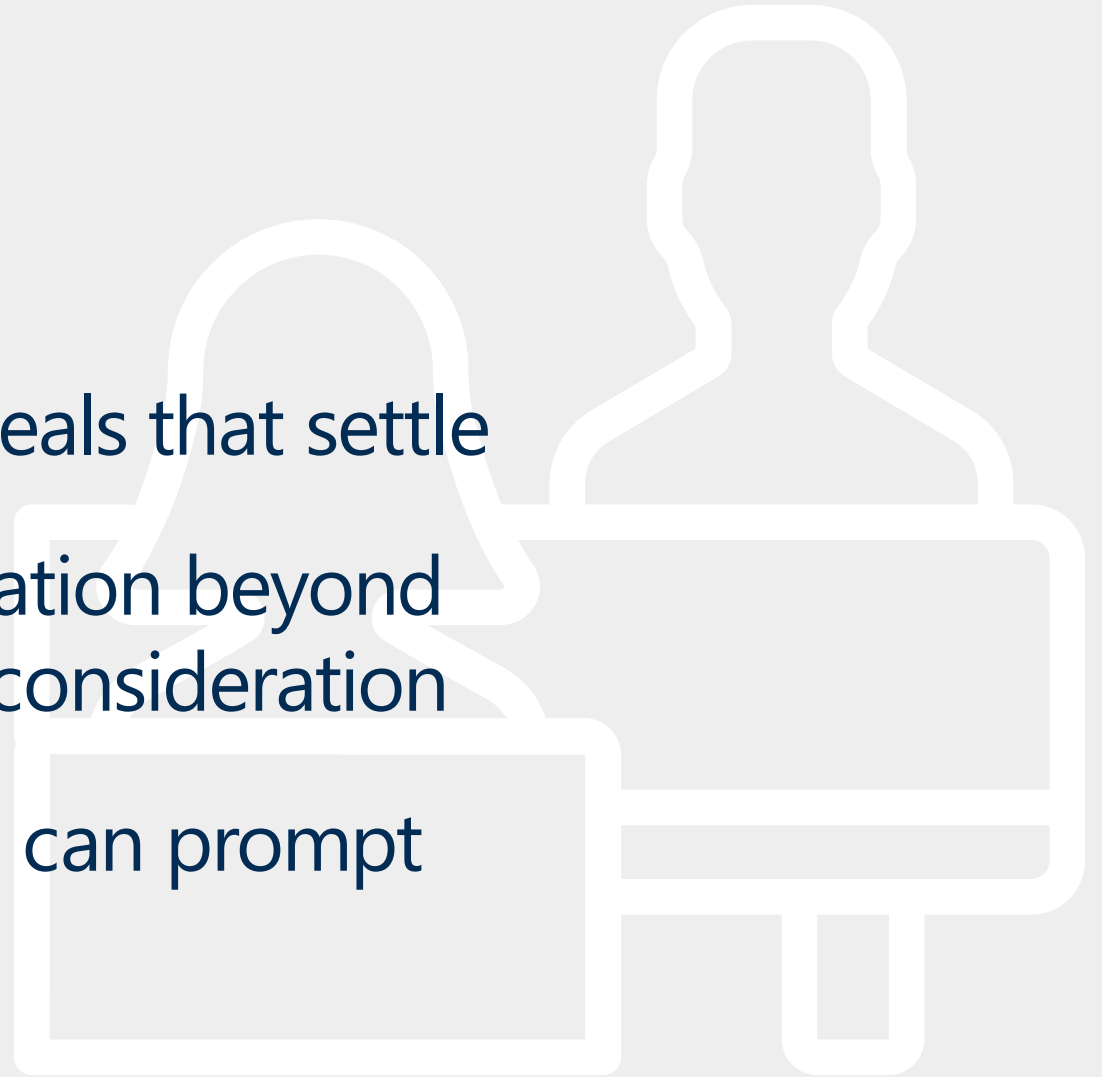 eals that settle
ation beyond
consideration
can prompt